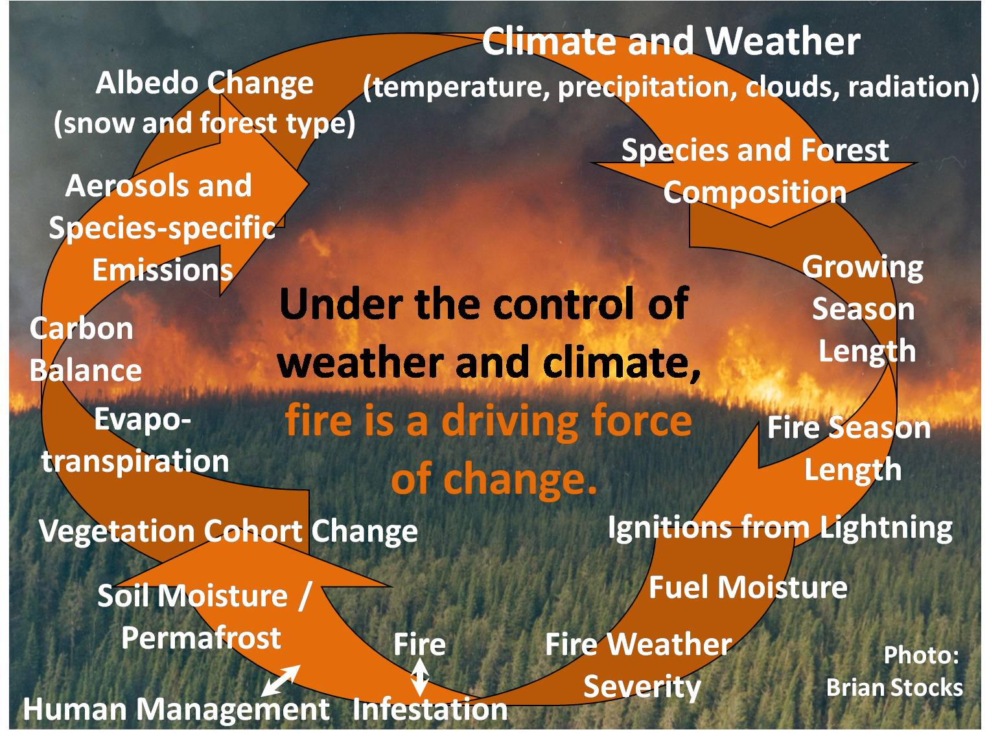 Climate and Weather
(temperature, precipitation, clouds, radiation)
Species and Forest
Composition
Growing
Season
Length
Fire Season
Length
Ignitions from Lightning
Fuel Moisture
Fire Weather
Severity
Fire
Infestation
Human Management
Soil Moisture /
Permafrost
Vegetation Cohort Change
Evapo-
transpiration
Carbon
Balance
Aerosols and
Species-specific
Emissions
Albedo Change
(snow and forest type)
Under the control of
weather and climate,
fire is a driving force
of change.
Photo:
Brian Stocks